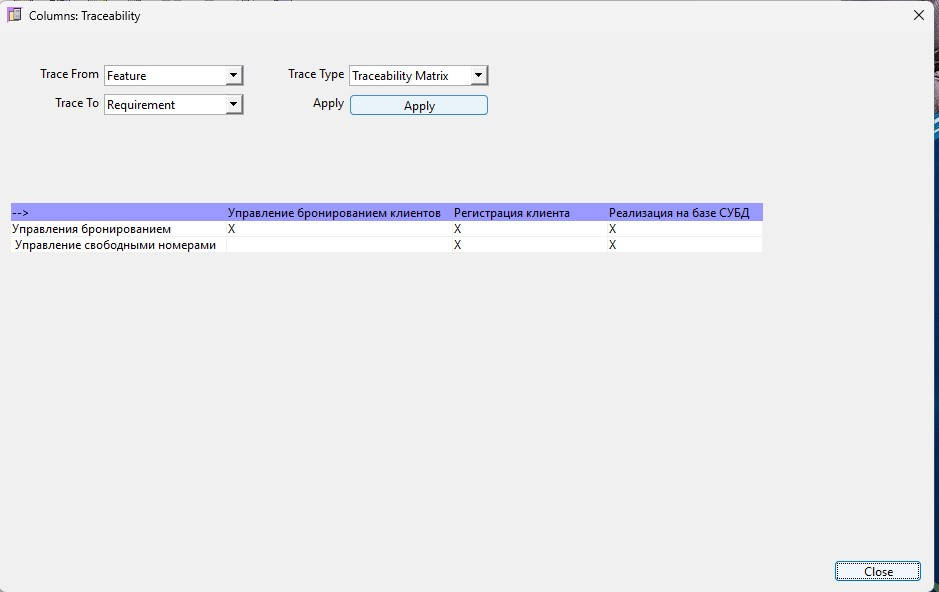 Columns: Traceability
Trace From Feature Trace Type Traceability Matrix
Trace To Requirement Apply Apply
--> Управление бронированием клиентов Регистрация клиента Реализация на базе СУБД
Управления бронированием X X X
Управление свободными номерами X X
Close